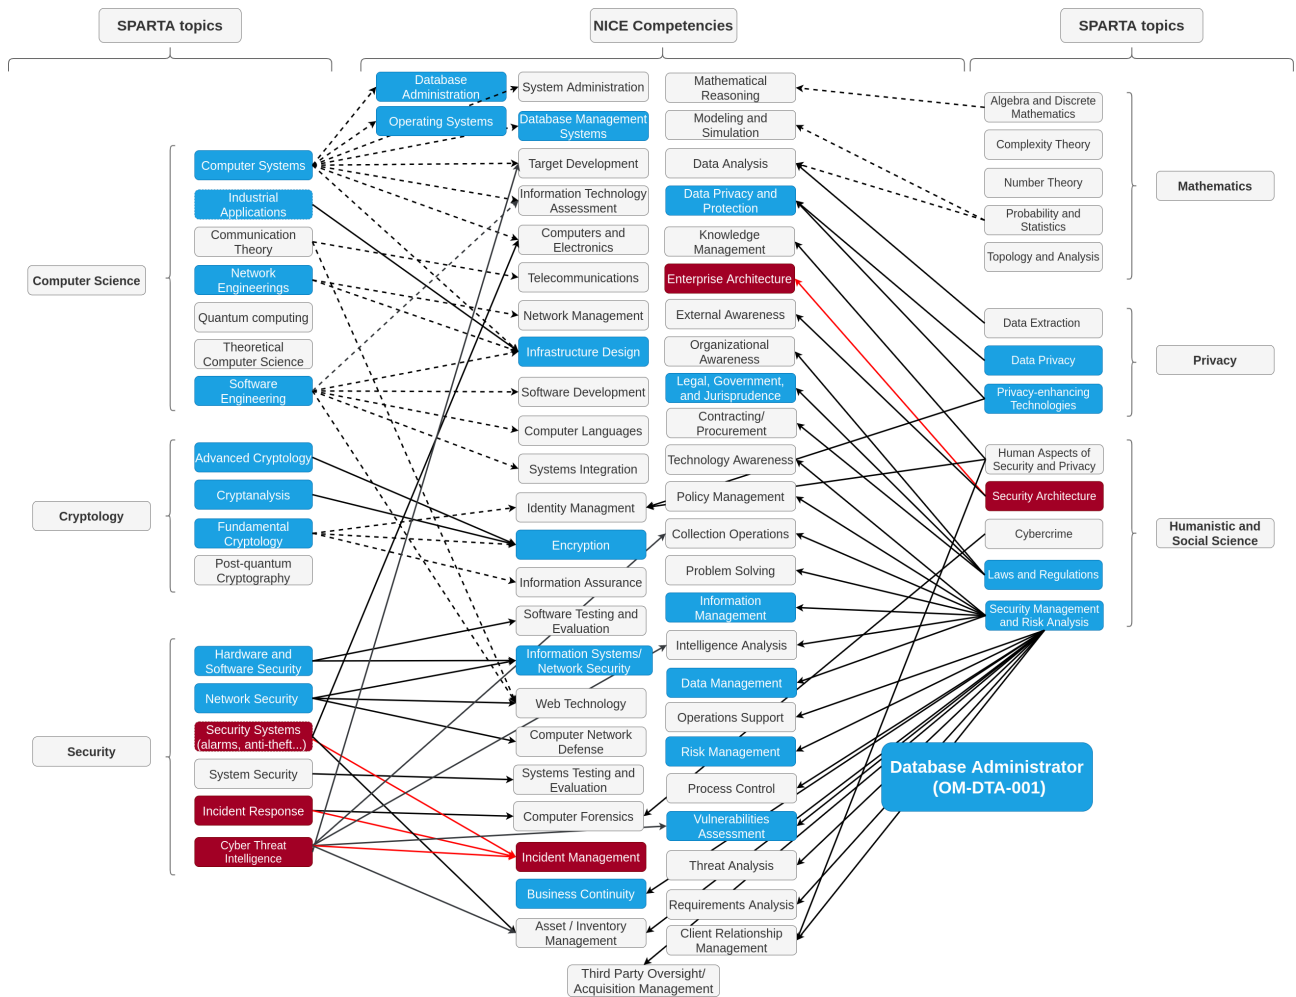 SPARTA topics
NICE Competencies
SPARTA topics
Computer Science
Cryptology
Security
Computer Systems
Industrial
Applications
Communication
Theory
Network
Engineerings
Quantum computing
Theoretical
Computer Science
Software
Engineering
Advanced Cryptology
Cryptanalysis
Fundamental
Cryptology
Post-quantum
Cryptography
Hardware and
Software Security
Network Security
Security Systems
(alarms, anti-theft...)
System Security
Incident Response
Cyber Threat
Intelligence
Database
Administration
Operating Systems
System Administration
Database Management
Systems
Target Development
Information Technology
Assessment
Computers and
Electronics
Telecommunications
Network Management
Infrastructure Design
Software Development
Computer Languages
Systems Integration
Identity Managment
Encryption
Information Assurance
Software Testing and
Evaluation
Information Systems/
Network Security
Web Technology
Computer Network
Defense
Systems Testing and
Evaluation
Computer Forensics
Incident Management
Business Continuity
Asset / Inventory
Management
Third Party Oversight/
Acquisition Management
Mathematical
Reasoning
Modeling and
Simulation
Data Analysis
Data Privacy and
Protection
Knowledge
Management
Enterprise Architecture
External Awareness
Organizational
Awareness
Legal, Government,
and Jurisprudence
Contracting/
Procurement
Technology Awareness
Policy Management
Collection Operations
Problem Solving
Information
Management
Intelligence Analysis
Data Management
Operations Support
Risk Management
Process Control
Vulnerabilities
Assessment
Threat Analysis
Requirements Analysis
Client Relationship
Management
Algebra and Discrete
Mathematics
Complexity Theory
Number Theory
Probability and
Statistics
Topology and Analysis
Data Extraction
Data Privacy
Privacy-enhancing
Technologies
Human Aspects of
Security and Privacy
Security Architecture
Cybercrime
Laws and Regulations
Security Management
and Risk Analysis
Mathematics
Privacy
Humanistic and
Social Science
Database Administrator
(OM-DTA-001)